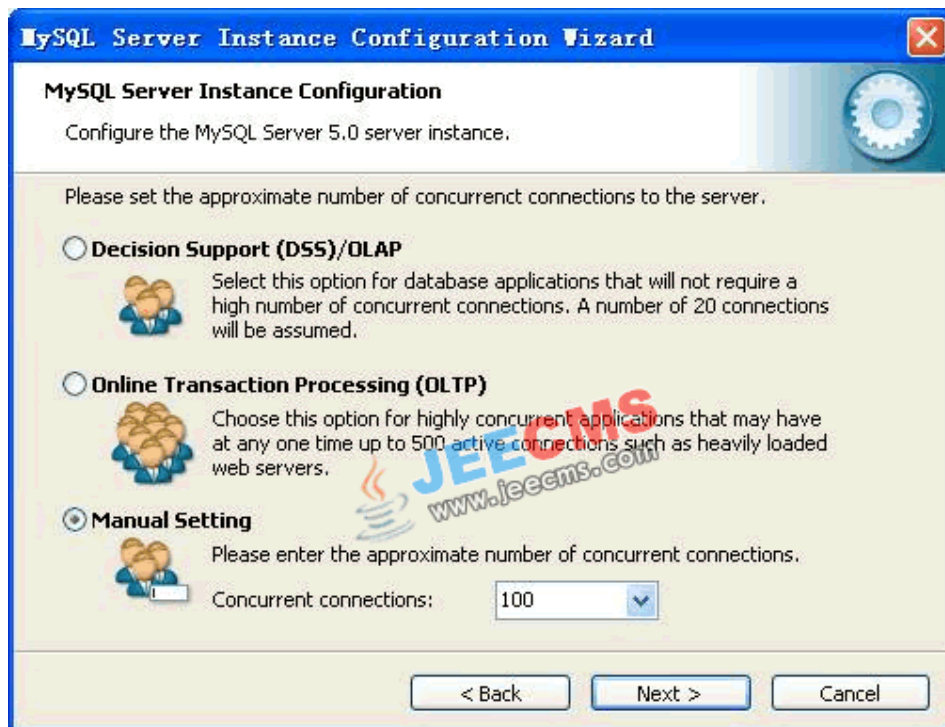 MySQL Server Instance Configuration Wizard
MySQL Server Instance Configuration
Configure the MySQL Server 5.0 server instance.
Please set the approximate number of concurrenct connections to the server.
Decision Support (DSS)/OLAP
Select this option for database applications that will not require a
high number of concurrent connections. A number of 20 connections
will be assumed.
Online Transaction Processing (OLTP)
Choose this option for highly concurrent applications that may have
at any one time up to 500 active connections such as heavily loaded
web servers.
JEECMS
www.jeecms.com
Manual Setting
Please enter the approximate number of concurrent connections.
Concurrent connections: 100
< Back Next > Cancel